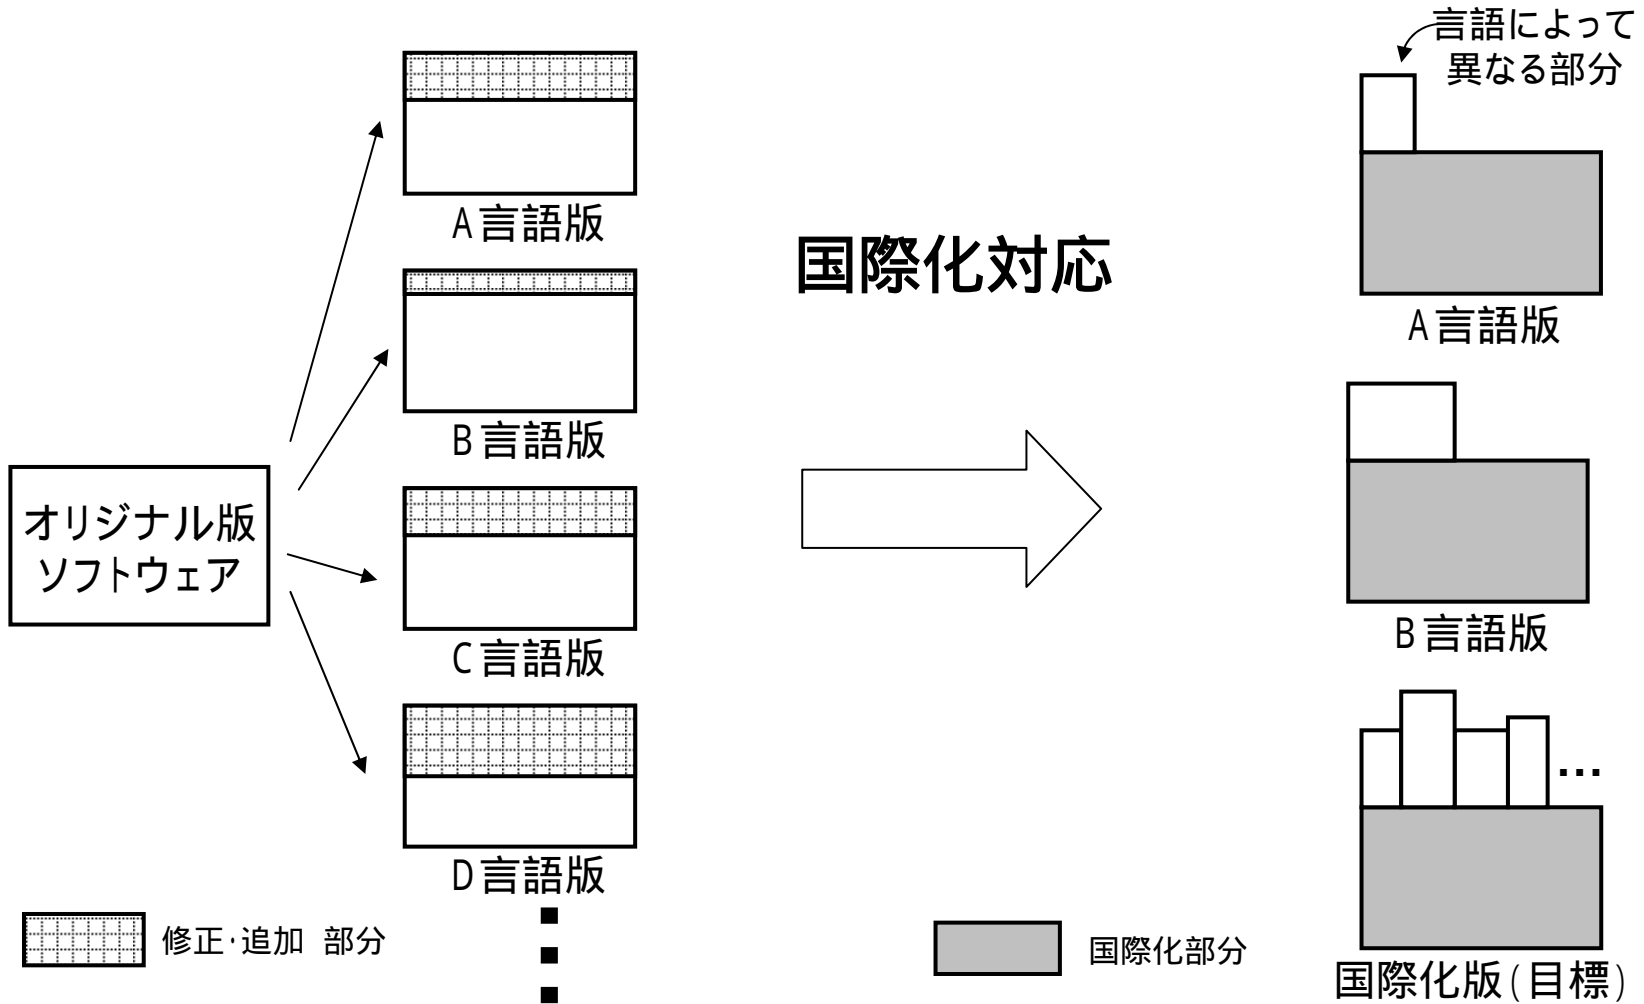 オリジナル版
ソフトウェア
A言語版
B言語版
C言語版
D言語版
修正・追加 部分
国際化対応
国際化部分
言語によって
異なる部分
A言語版
B言語版
...
国際化版(目標)